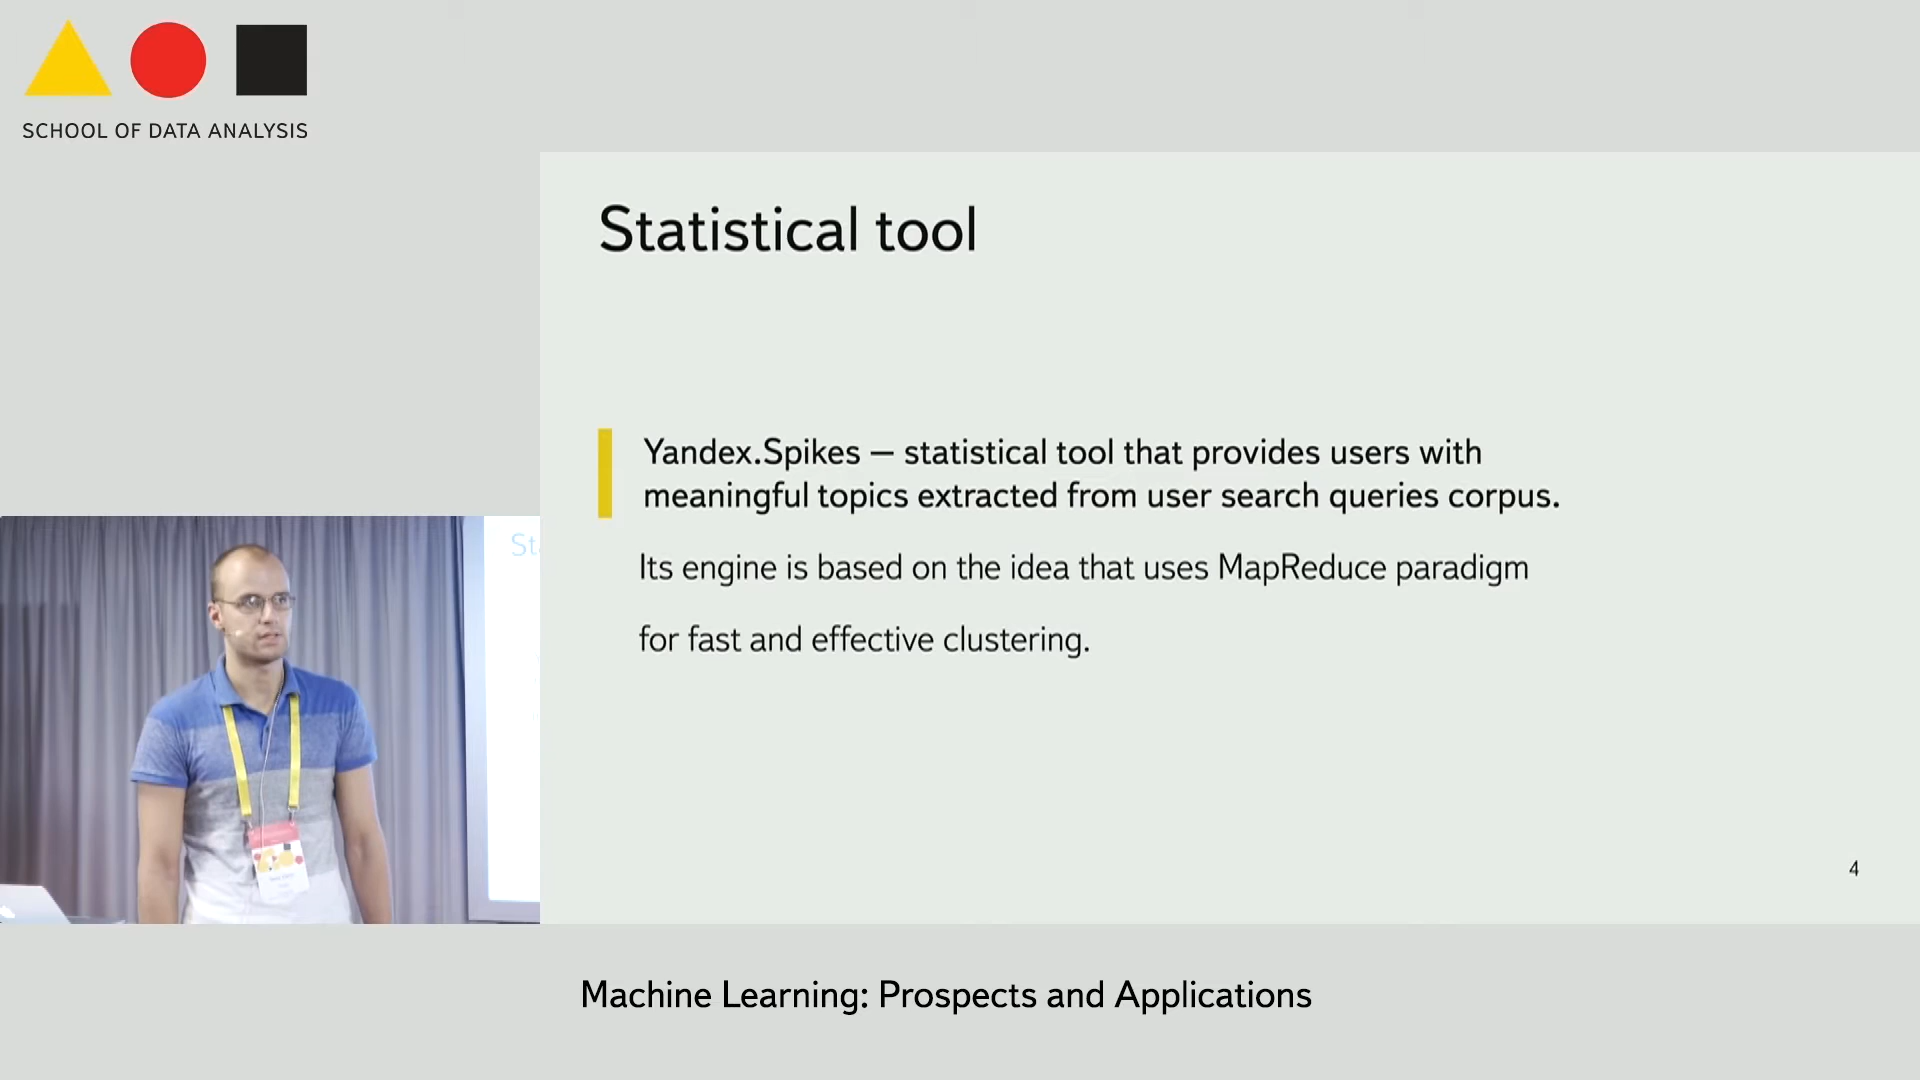 SCHOOL OF DATA ANALYSIS
Statistical tool
Yandex.Spikes — statistical tool that provides users with
meaningful topics extracted from user search queries corpus.
Its engine is based on the idea that uses MapReduce paradigm
for fast and effective clustering.
4
Machine Learning: Prospects and Applications